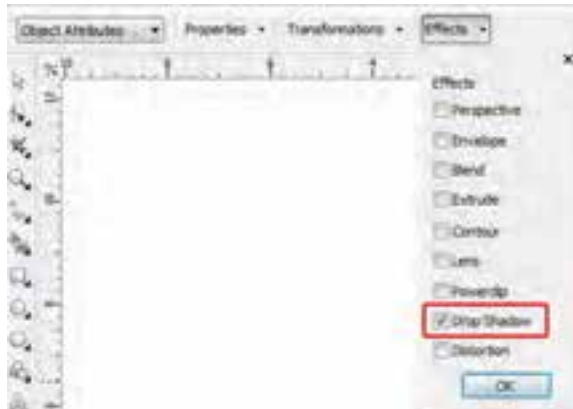 Object Attributes Properties Transformations Effects
Effects
Perspective
Envelope
Blend
Extrude
Contour
Lens
Powerclip
Drop Shadow
Distortion
OK